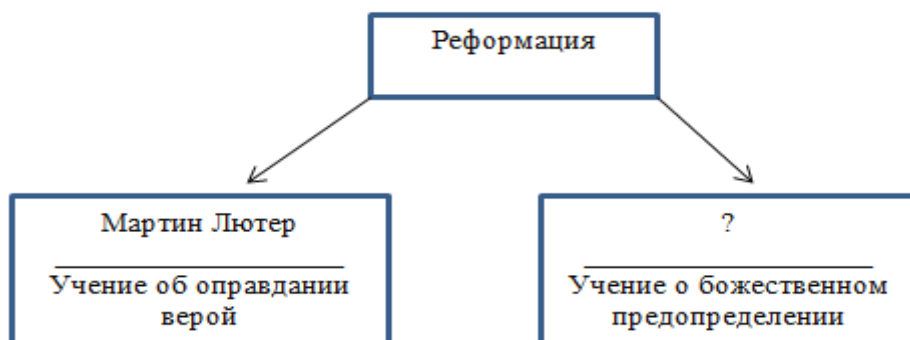 Реформация
Мартин Лютер
Учение об оправдании
верой
?
Учение о божественном
предопределении